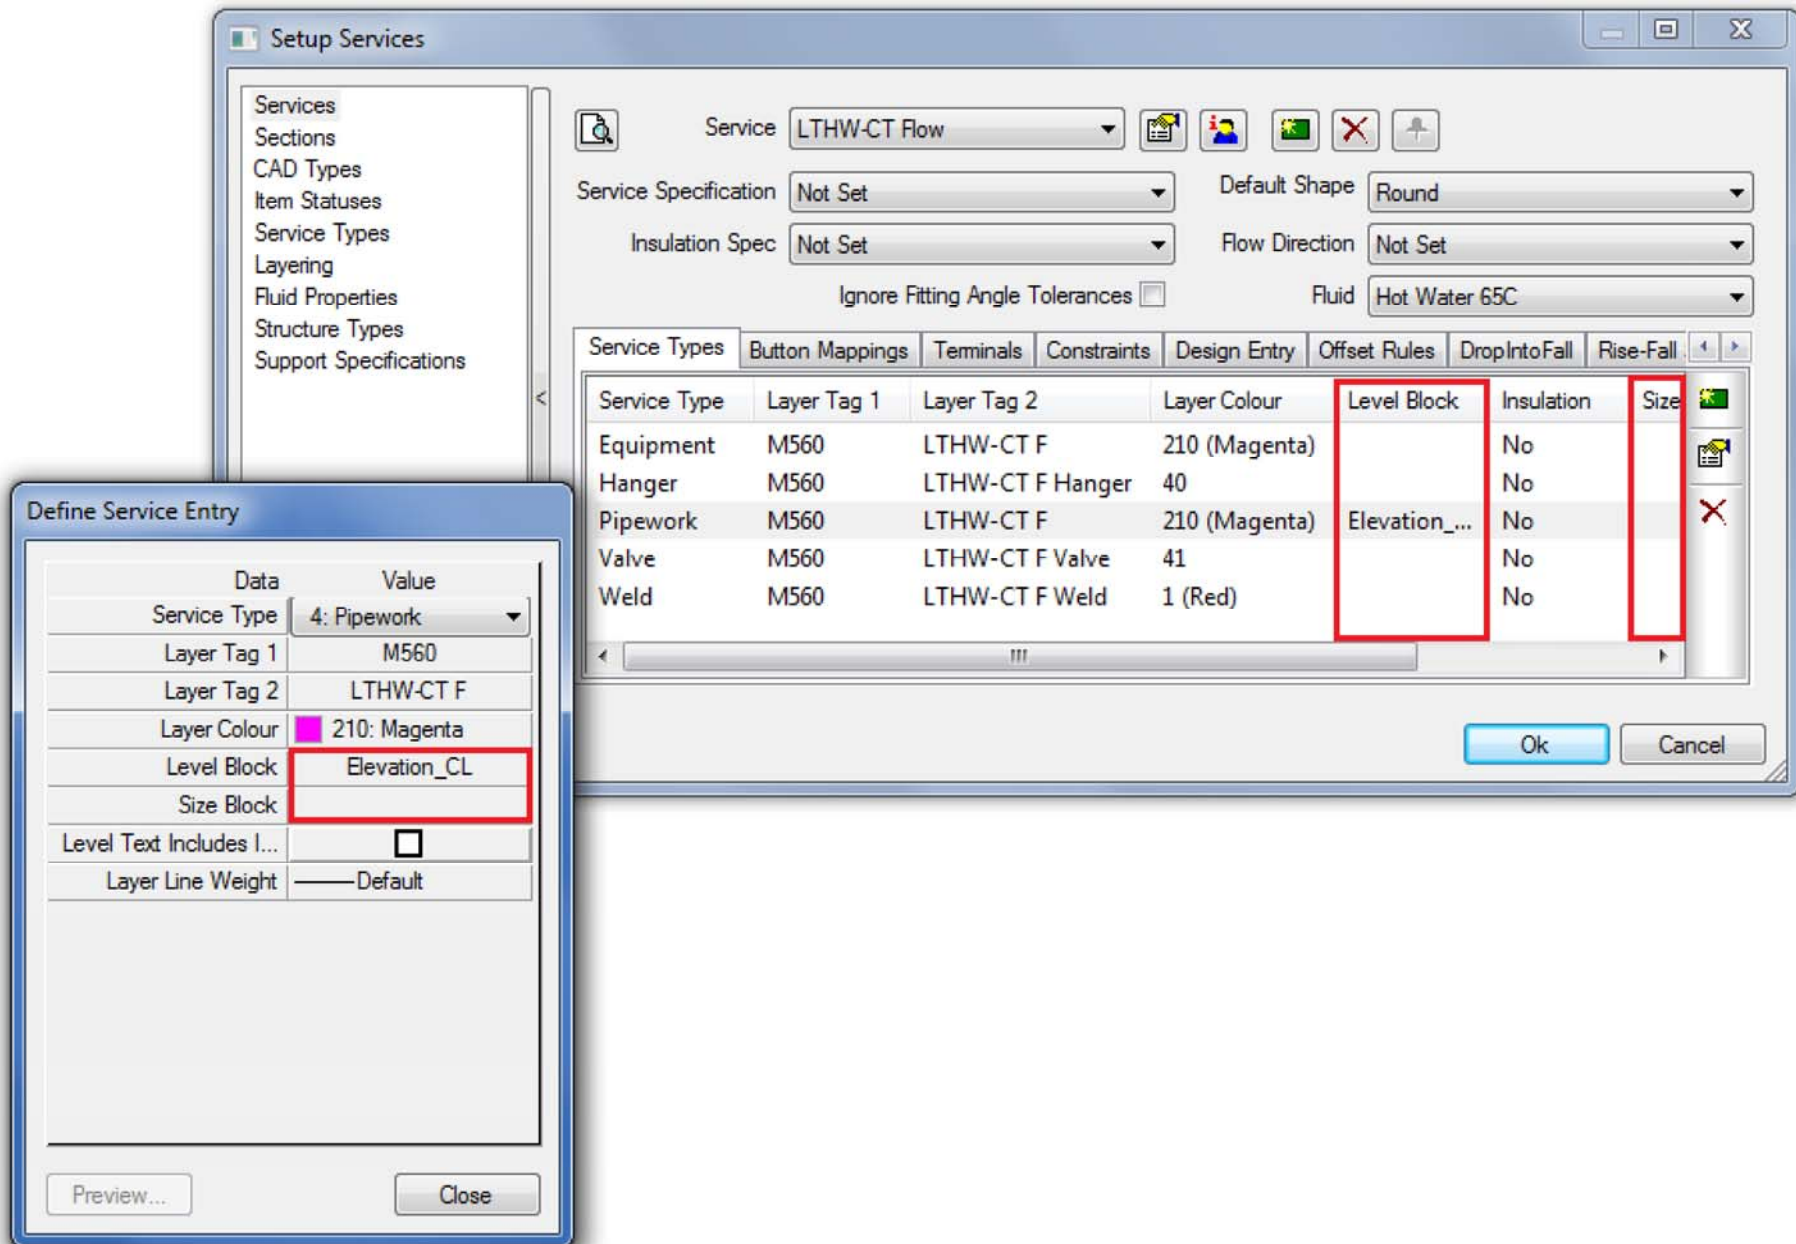 Setup Services
Services
Sections
CAD Types
Item Statuses
Service Types
Layering
Fluid Properties
Structure Types
Support Specifications
<
Service LTHW-CT Flow
Service Specification Not Set Default Shape Round
Insulation Spec Not Set Flow Direction Not Set
Ignore Fitting Angle Tolerances Fluid Hot Water 65C
Service Types Button Mappings Terminals Constraints Design Entry Offset Rules DropIntoFall Rise-Fall
Service Type Layer Tag 1 Layer Tag 2 Layer Colour Level Block Insulation Size
Equipment M560 LTHW-CT F 210 (Magenta) No
Hanger M560 LTHW-CT F Hanger 40 No
Pipework M560 LTHW-CT F 210 (Magenta) Elevation_... No
Valve M560 LTHW-CT F Valve 41 No
Weld M560 LTHW-CT F Weld 1 (Red) No
Ok Cancel
Define Service Entry
Data Value
Service Type 4: Pipework
Layer Tag 1 M560
Layer Tag 2 LTHW-CT F
Layer Colour 210: Magenta
Level Block Elevation_CL
Size Block
Level Text Includes I...
Layer Line Weight Default
Preview... Close